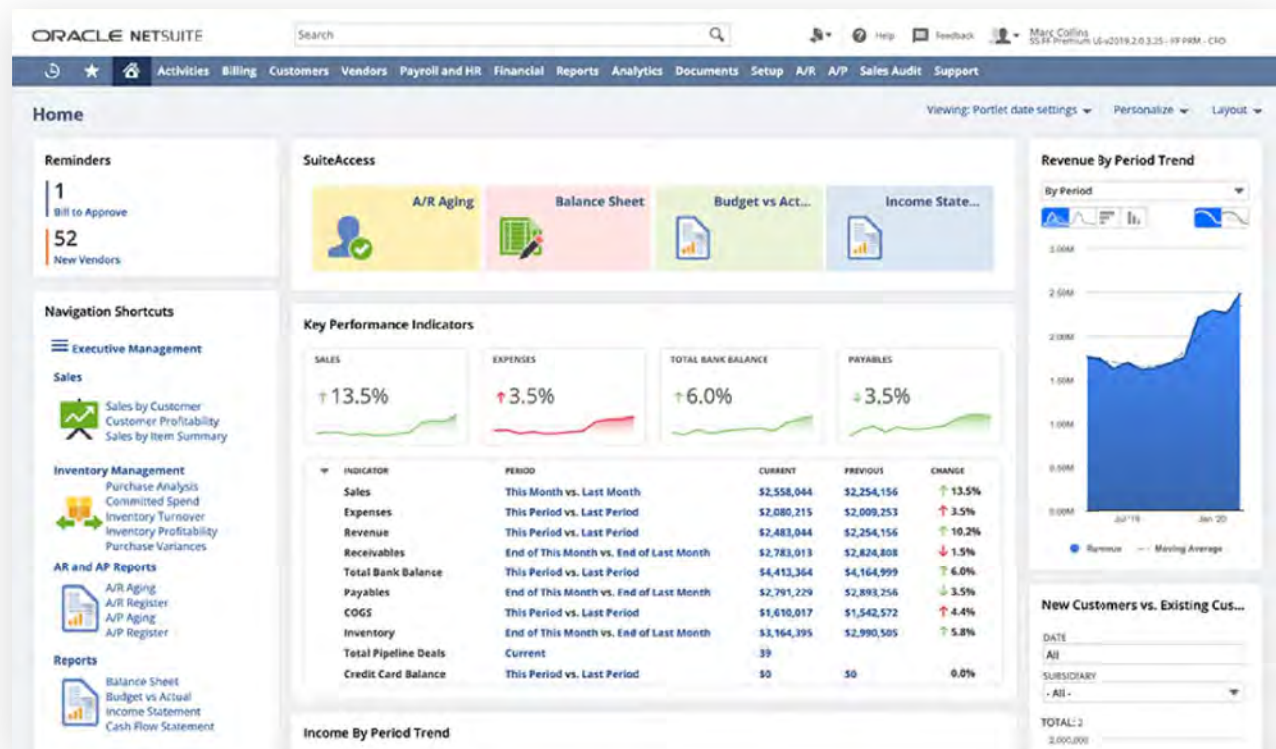 ORACLE NETSUITE
Search
Help
Feedback
Marc Collins
Activities Billing Customers Vendors Payroll and HR Financial Reports Analytics Documents Setup A/R A/P Sales Audit Support
Home
Viewing: Portlet date settings
Personalize
Layout
Reminders
1
Bill to Approve
52
New Vendors
Navigation Shortcuts
Executive Management
Sales
Sales by Customer
Customer Profitability
Sales by Item Summary
Inventory Management
Purchase Analysis
Committed Spend
Inventory Turnover
Inventory Profitability
Purchase Variances
AR and AP Reports
A/R Aging
A/R Register
A/P Aging
A/P Register
Reports
Balance Sheet
Budget vs Actual
Income Statement
Cash Flow Statement
SuiteAccess
A/R Aging
Balance Sheet
Budget vs Act...
Income State...
Key Performance Indicators
SALES
13.5%
EXPENSES
3.5%
TOTAL BANK BALANCE
6.0%
PAYABLES
3.5%
INDICATOR PERIOD CURRENT PREVIOUS CHANGE
Sales This Month vs. Last Month $2,558,044 $2,254,156 13.5%
Expenses This Period vs. Last Period $2,080,215 $2,009,253 3.5%
Revenue This Period vs. Last Period $2,483,044 $2,254,156 10.2%
Receivables End of This Month vs. End of Last Month $2,783,013 $2,824,808 1.5%
Total Bank Balance This Period vs. Last Period $4,413,364 $4,164,999 6.0%
Payables End of This Month vs. End of Last Month $2,791,229 $2,893,256 3.5%
COGS This Period vs. Last Period $1,610,017 $1,542,572 4.4%
Inventory End of This Month vs. End of Last Month $3,164,395 $2,990,505 5.8%
Total Pipeline Deals Current 39
Credit Card Balance This Period vs. Last Period $0 $0 0.0%
Income By Period Trend
Revenue By Period Trend
By Period
3.00M
2.50M
2.00M
1.50M
1.00M
0.50M
0.00M
Jul '19
Jan '20
Revenue
Moving Average
New Customers vs. Existing Cus...
DATE
All
SUBSIDIARY
- All -
TOTAL: 2
2,000,000